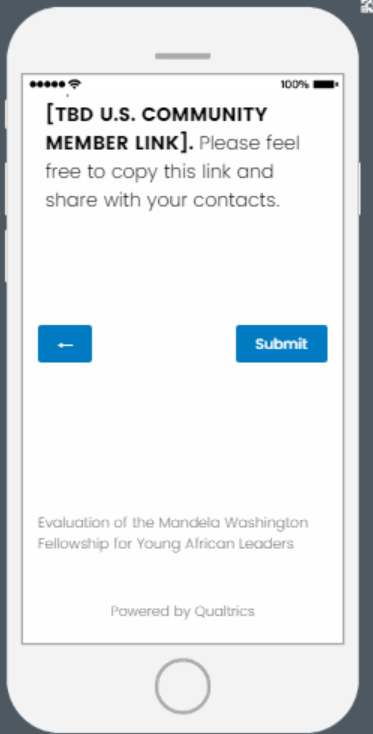 100%
[TBD U.S. COMMUNITY
MEMBER LINK]. Please feel
free to copy this link and
share with your contacts.
←
Submit
Evaluation of the Mandela Washington
Fellowship for Young African Leaders
Powered by Qualtrics